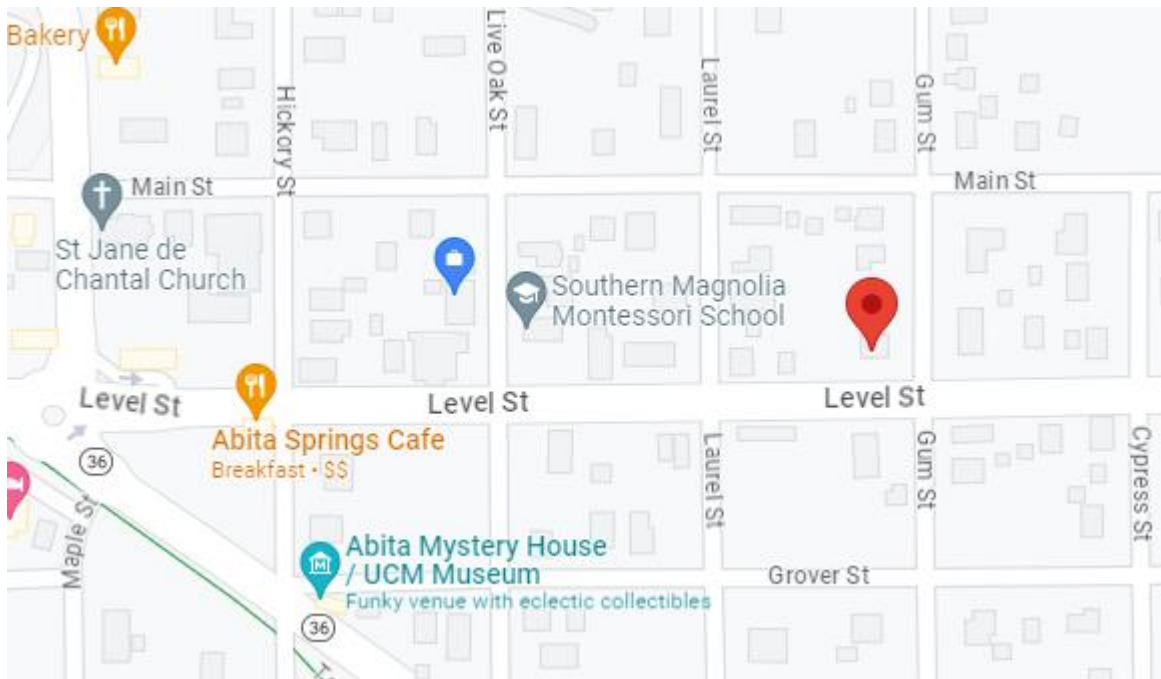 Bakery
Live Oak St
Laurel St
Gum St
Hickory St
Main St
Main St
St Jane de
Chantal Church
Southern Magnolia
Montessori School
Level St
Level St
Level St
Abita Springs Cafe
Breakfast • $$
36
Maple St
Laurel St
Gum St
Cypress St
Abita Mystery House
/ UCM Museum
Funky venue with eclectic collectibles
Grover St
36